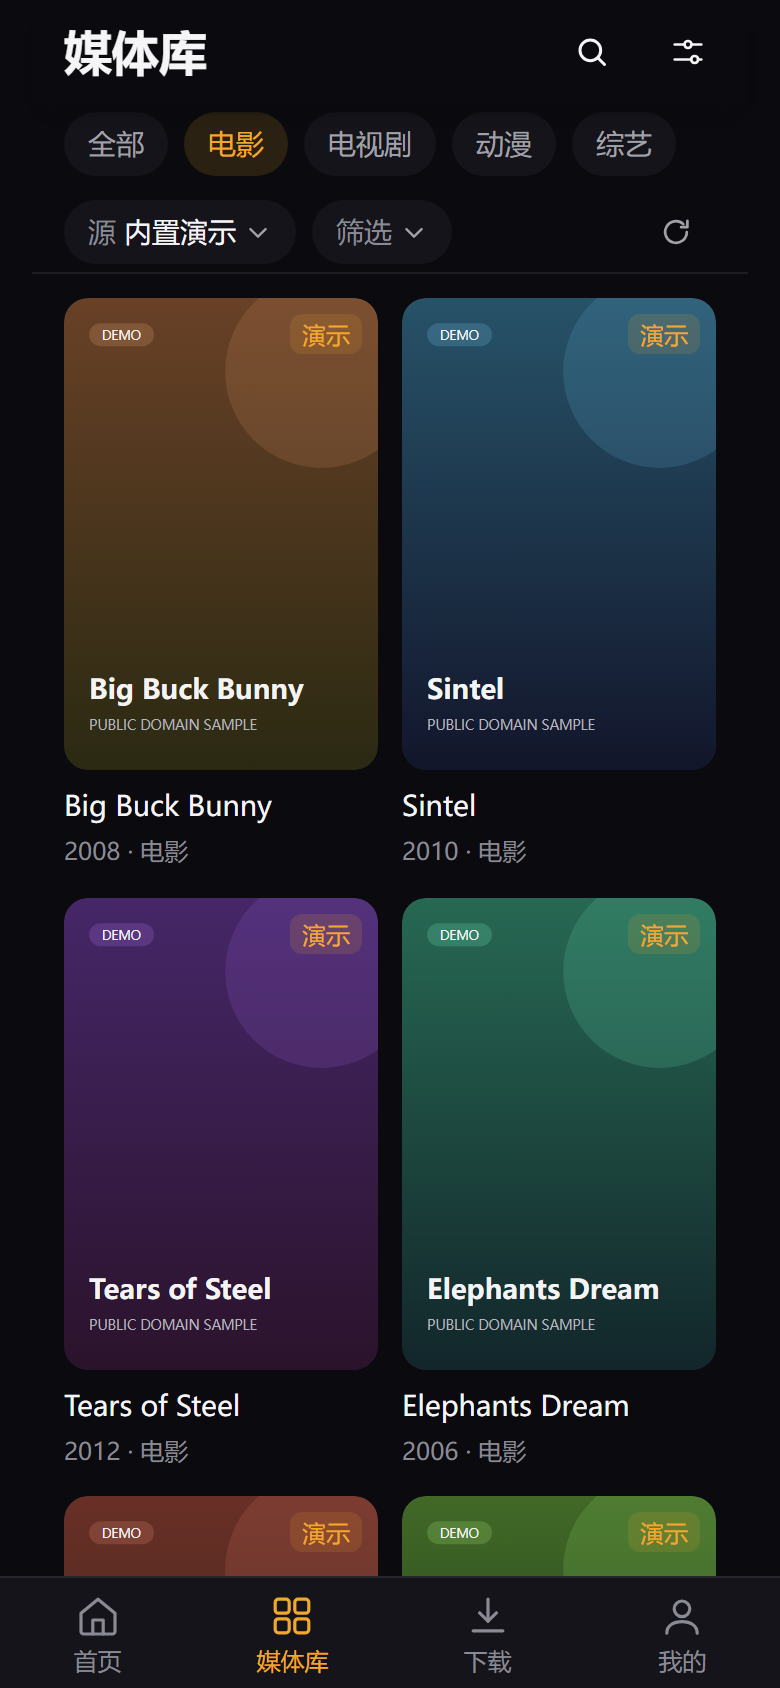 媒体库
全部 电影 电视剧 动漫 综艺
源 内置演示 筛选
DEMO 演示 DEMO 演示
Big Buck Bunny Sintel
PUBLIC DOMAIN SAMPLE PUBLIC DOMAIN SAMPLE
Big Buck Bunny Sintel
2008 · 电影 2010 · 电影
DEMO 演示 DEMO 演示
Tears of Steel Elephants Dream
PUBLIC DOMAIN SAMPLE PUBLIC DOMAIN SAMPLE
Tears of Steel Elephants Dream
2012 · 电影 2006 · 电影
DEMO 演示 DEMO 演示
首页 媒体库 下载 我的